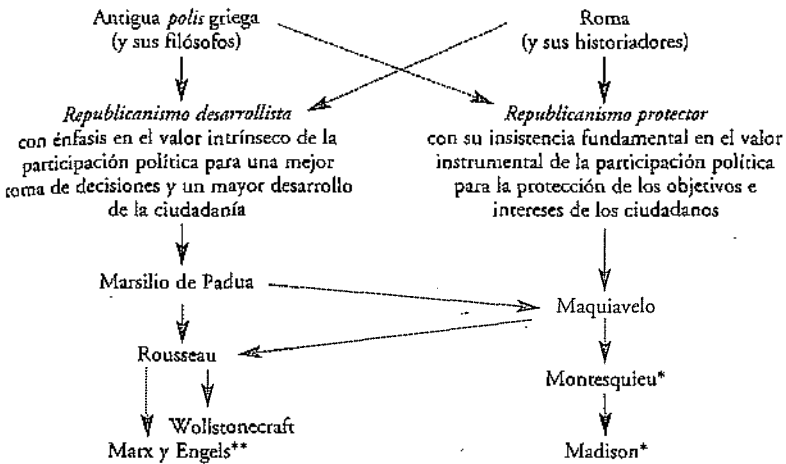 Antigua polis griega
(y sus filósofos)
Roma
(y sus historiadores)
Republicanismo desarrollista
con énfasis en el valor intrínseco de la
participación política para una mejor
toma de decisiones y un mayor desarrollo
de la ciudadanía
Republicanismo protector
con su insistencia fundamental en el valor
instrumental de la participación política
para la protección de los objetivos e
intereses de los ciudadanos
Marsilio de Padua
Maquiavelo
Rousseau
Montesquieu*
Wollstonecraft
Marx y Engels**
Madison*